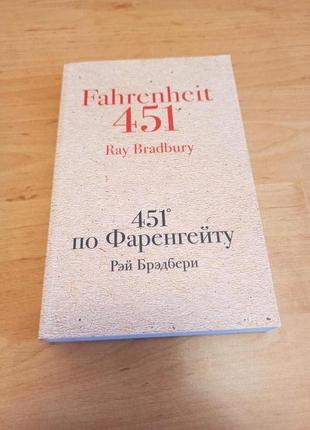 Fahrenheit
451°
Ray Bradbury
451°
по Фаренгейту
Рэй Брэдбери